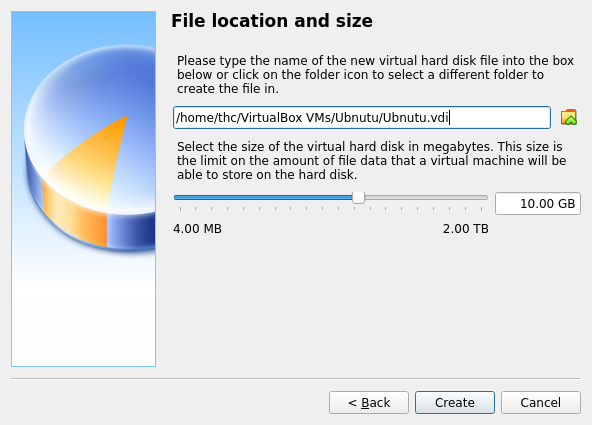 File location and size
Please type the name of the new virtual hard disk file into the box
below or click on the folder icon to select a different folder to
create the file in.
/home/thc/VirtualBox VMs/Ubnutu/Ubnutu.vdi
Select the size of the virtual hard disk in megabytes. This size is
the limit on the amount of file data that a virtual machine will be
able to store on the hard disk.
10.00 GB
4.00 MB
2.00 TB
< Back
Create
Cancel